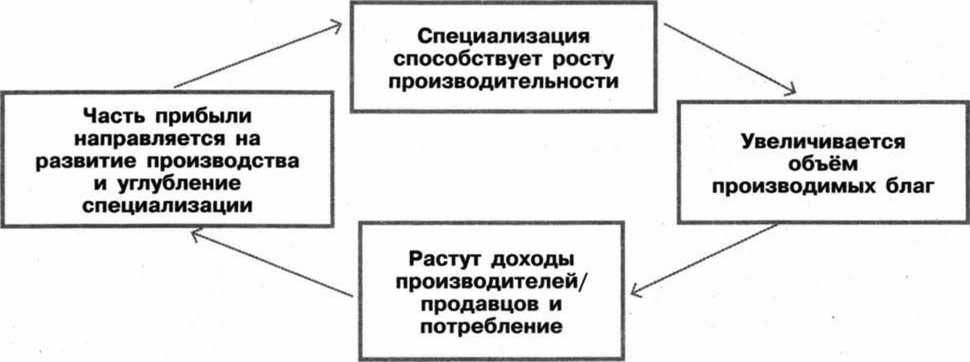 Специализация
способствует росту
производительности
Увеличивается
объём
производимых благ
Растут доходы
производителей/
продавцов и
потребление
Часть прибыли
направляется на
развитие производства
и углубление
специализации